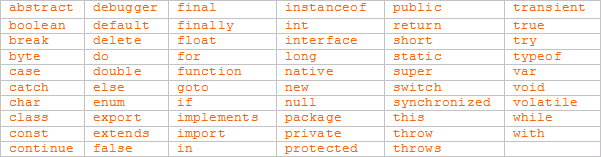 abstract debugger final instanceof public transient
boolean default finally int return true
break delete float interface short try
byte do for long static typeof
case double function native super var
catch else goto new switch void
char enum if null synchronized volatile
class export implements package this while
const extends import private throw with
continue false in protected throws